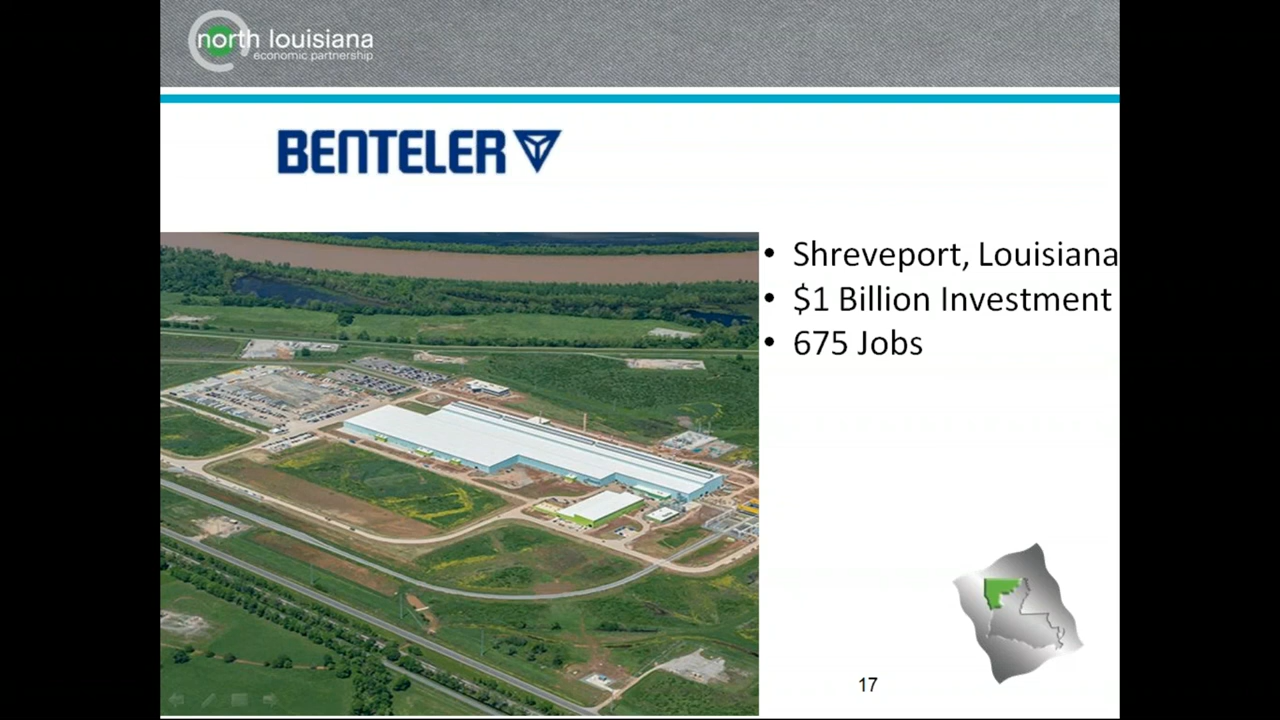 north louisiana
economic partnership
BENTELER
• Shreveport, Louisiana
• $1 Billion Investment
• 675 Jobs
17